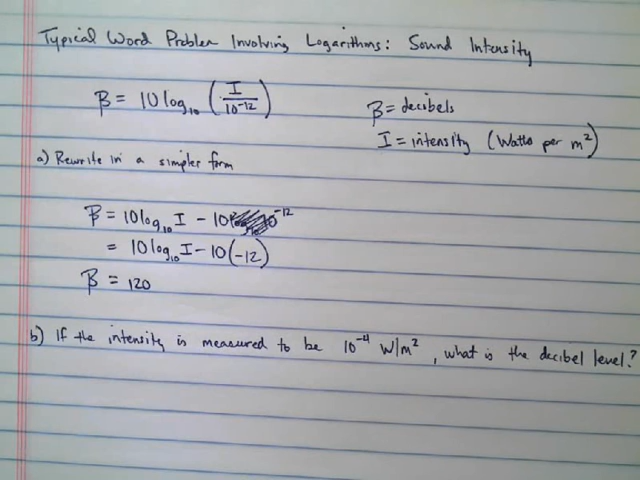 Typical Word Problem Involving Logarithms: Sound Intensity
β = 10 log₁₀ (I / 10⁻¹²)
β = decibels
I = intensity (Watts per m²)
a) Rewrite in a simpler form
β = 10 log₁₀ I − 10 10⁻¹²
= 10 log₁₀ I − 10(−12)
β = 120
b) If the intensity is measured to be 10⁻⁴ W/m², what is the decibel level?